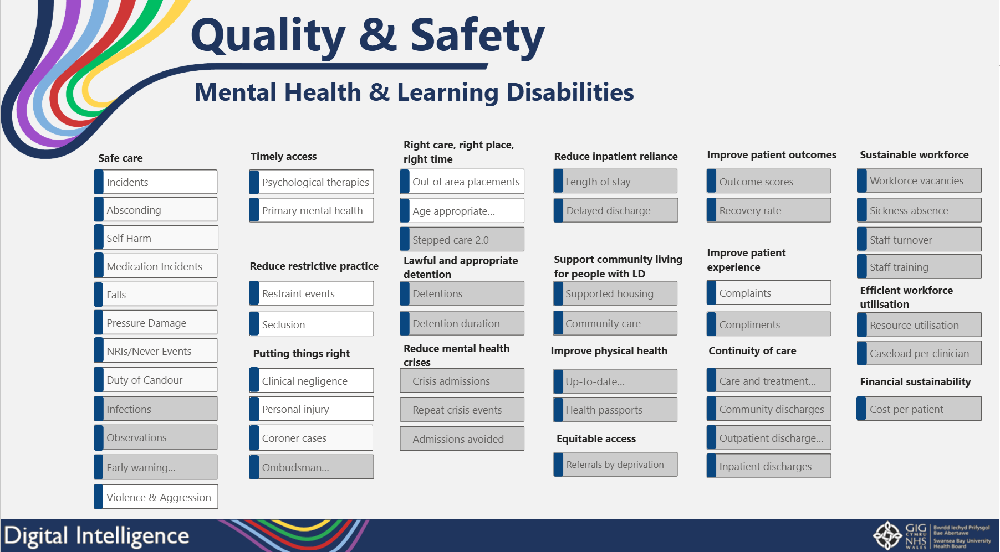 Quality & Safety
Mental Health & Learning Disabilities
Safe care
Incidents
Absconding
Self Harm
Medication Incidents
Falls
Pressure Damage
NRIs/Never Events
Duty of Candour
Infections
Observations
Early warning...
Violence & Aggression
Timely access
Psychological therapies
Primary mental health
Reduce restrictive practice
Restraint events
Seclusion
Putting things right
Clinical negligence
Personal injury
Coroner cases
Ombudsman...
Right care, right place,
right time
Out of area placements
Age appropriate...
Stepped care 2.0
Lawful and appropriate
detention
Detentions
Detention duration
Reduce mental health
crises
Crisis admissions
Repeat crisis events
Admissions avoided
Reduce inpatient reliance
Length of stay
Delayed discharge
Support community living
for people with LD
Supported housing
Community care
Improve physical health
Up-to-date...
Health passports
Equitable access
Referrals by deprivation
Improve patient outcomes
Outcome scores
Recovery rate
Improve patient
experience
Complaints
Compliments
Continuity of care
Care and treatment...
Community discharges
Outpatient discharge...
Inpatient discharges
Sustainable workforce
Workforce vacancies
Sickness absence
Staff turnover
Staff training
Efficient workforce
utilisation
Resource utilisation
Caseload per clinician
Financial sustainability
Cost per patient
Digital Intelligence
GIG
CYMRU
NHS
WALES
Bwrdd Iechyd Prifysgol
Bae Abertawe
Swansea Bay University
Health Board